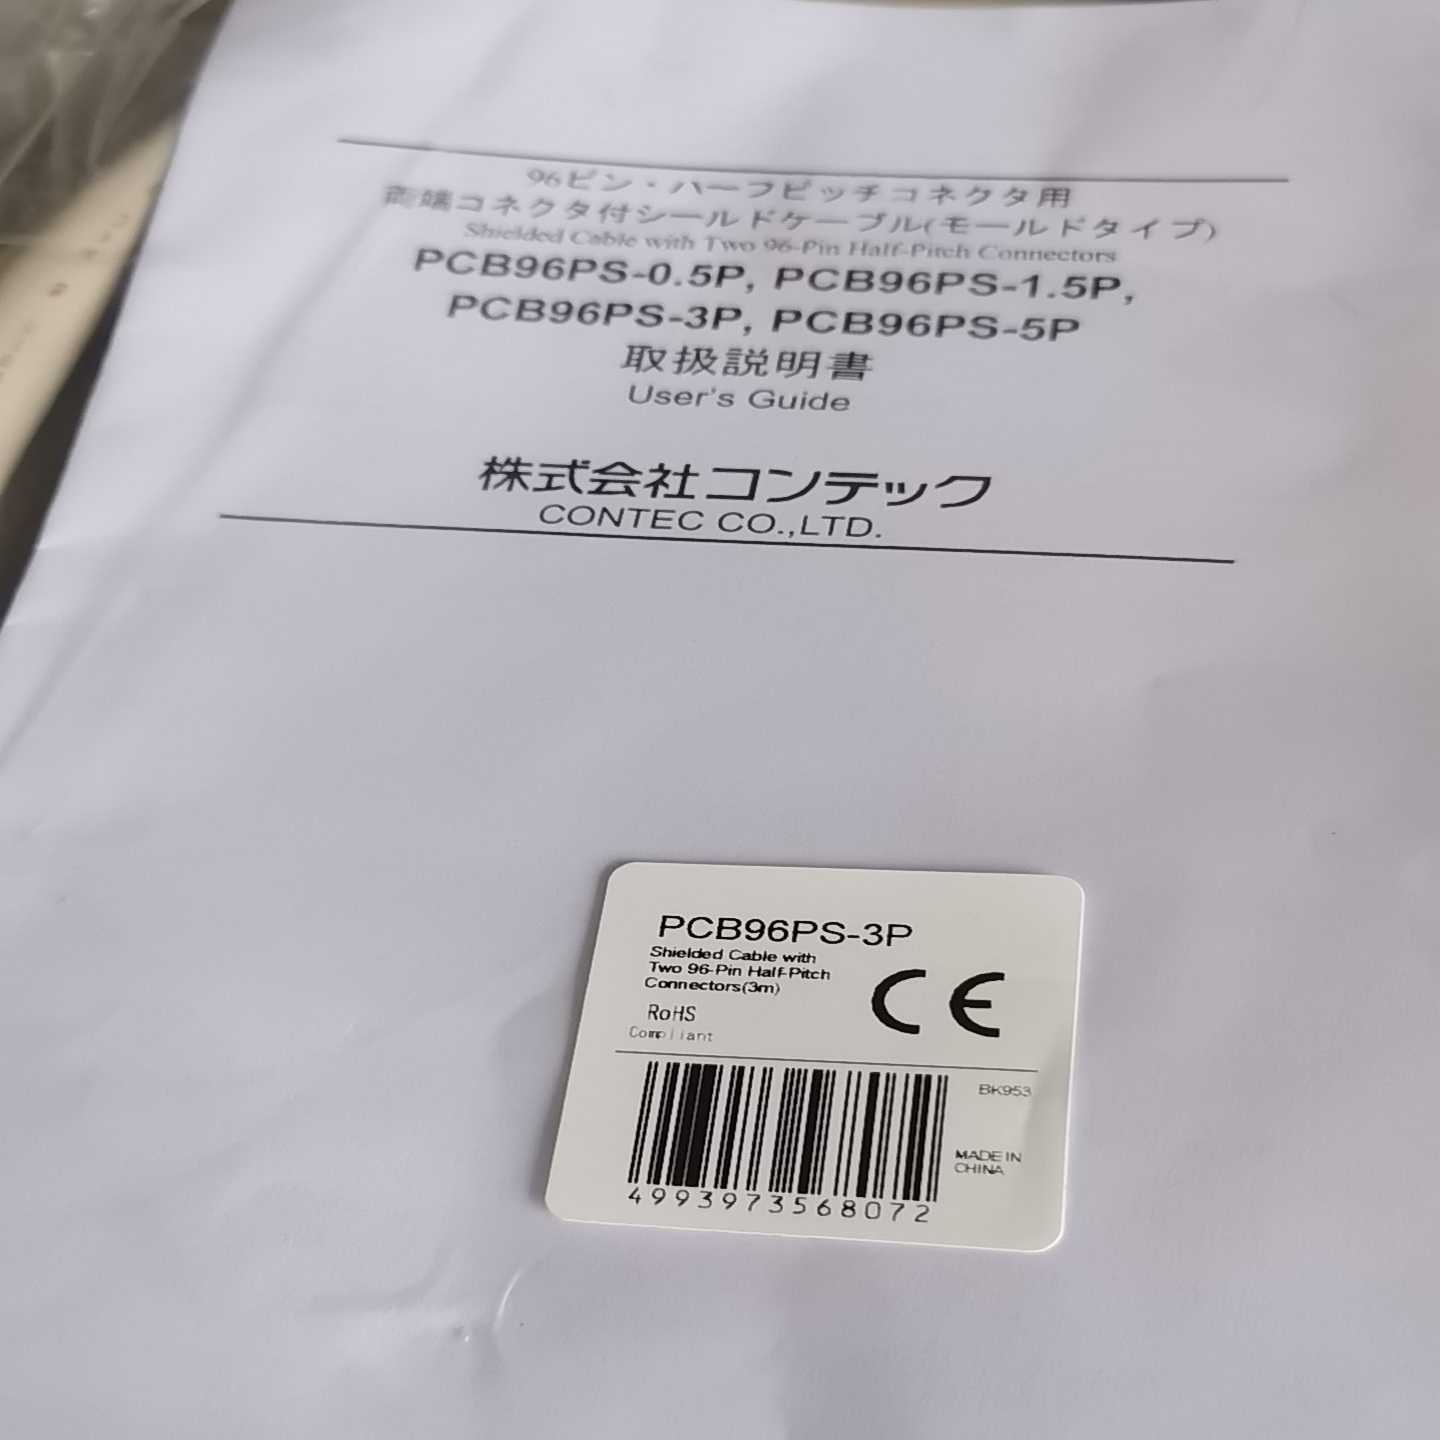 96ピン・ハーフピッチコネクタ用
両端コネクタ付シールドケーブル(モールドタイプ)
Shielded Cable with Two 96-Pin Half-Pitch Connectors
PCB96PS-0.5P, PCB96PS-1.5P,
PCB96PS-3P, PCB96PS-5P
取扱説明書
User's Guide
株式会社コンテック
CONTEC CO.,LTD.
PCB96PS-3P
Shielded Cable with
Two 96-Pin Half-Pitch
Connectors(3m)
RoHS
Compliant
CE
BK953
MADE IN
CHINA
4993973568072